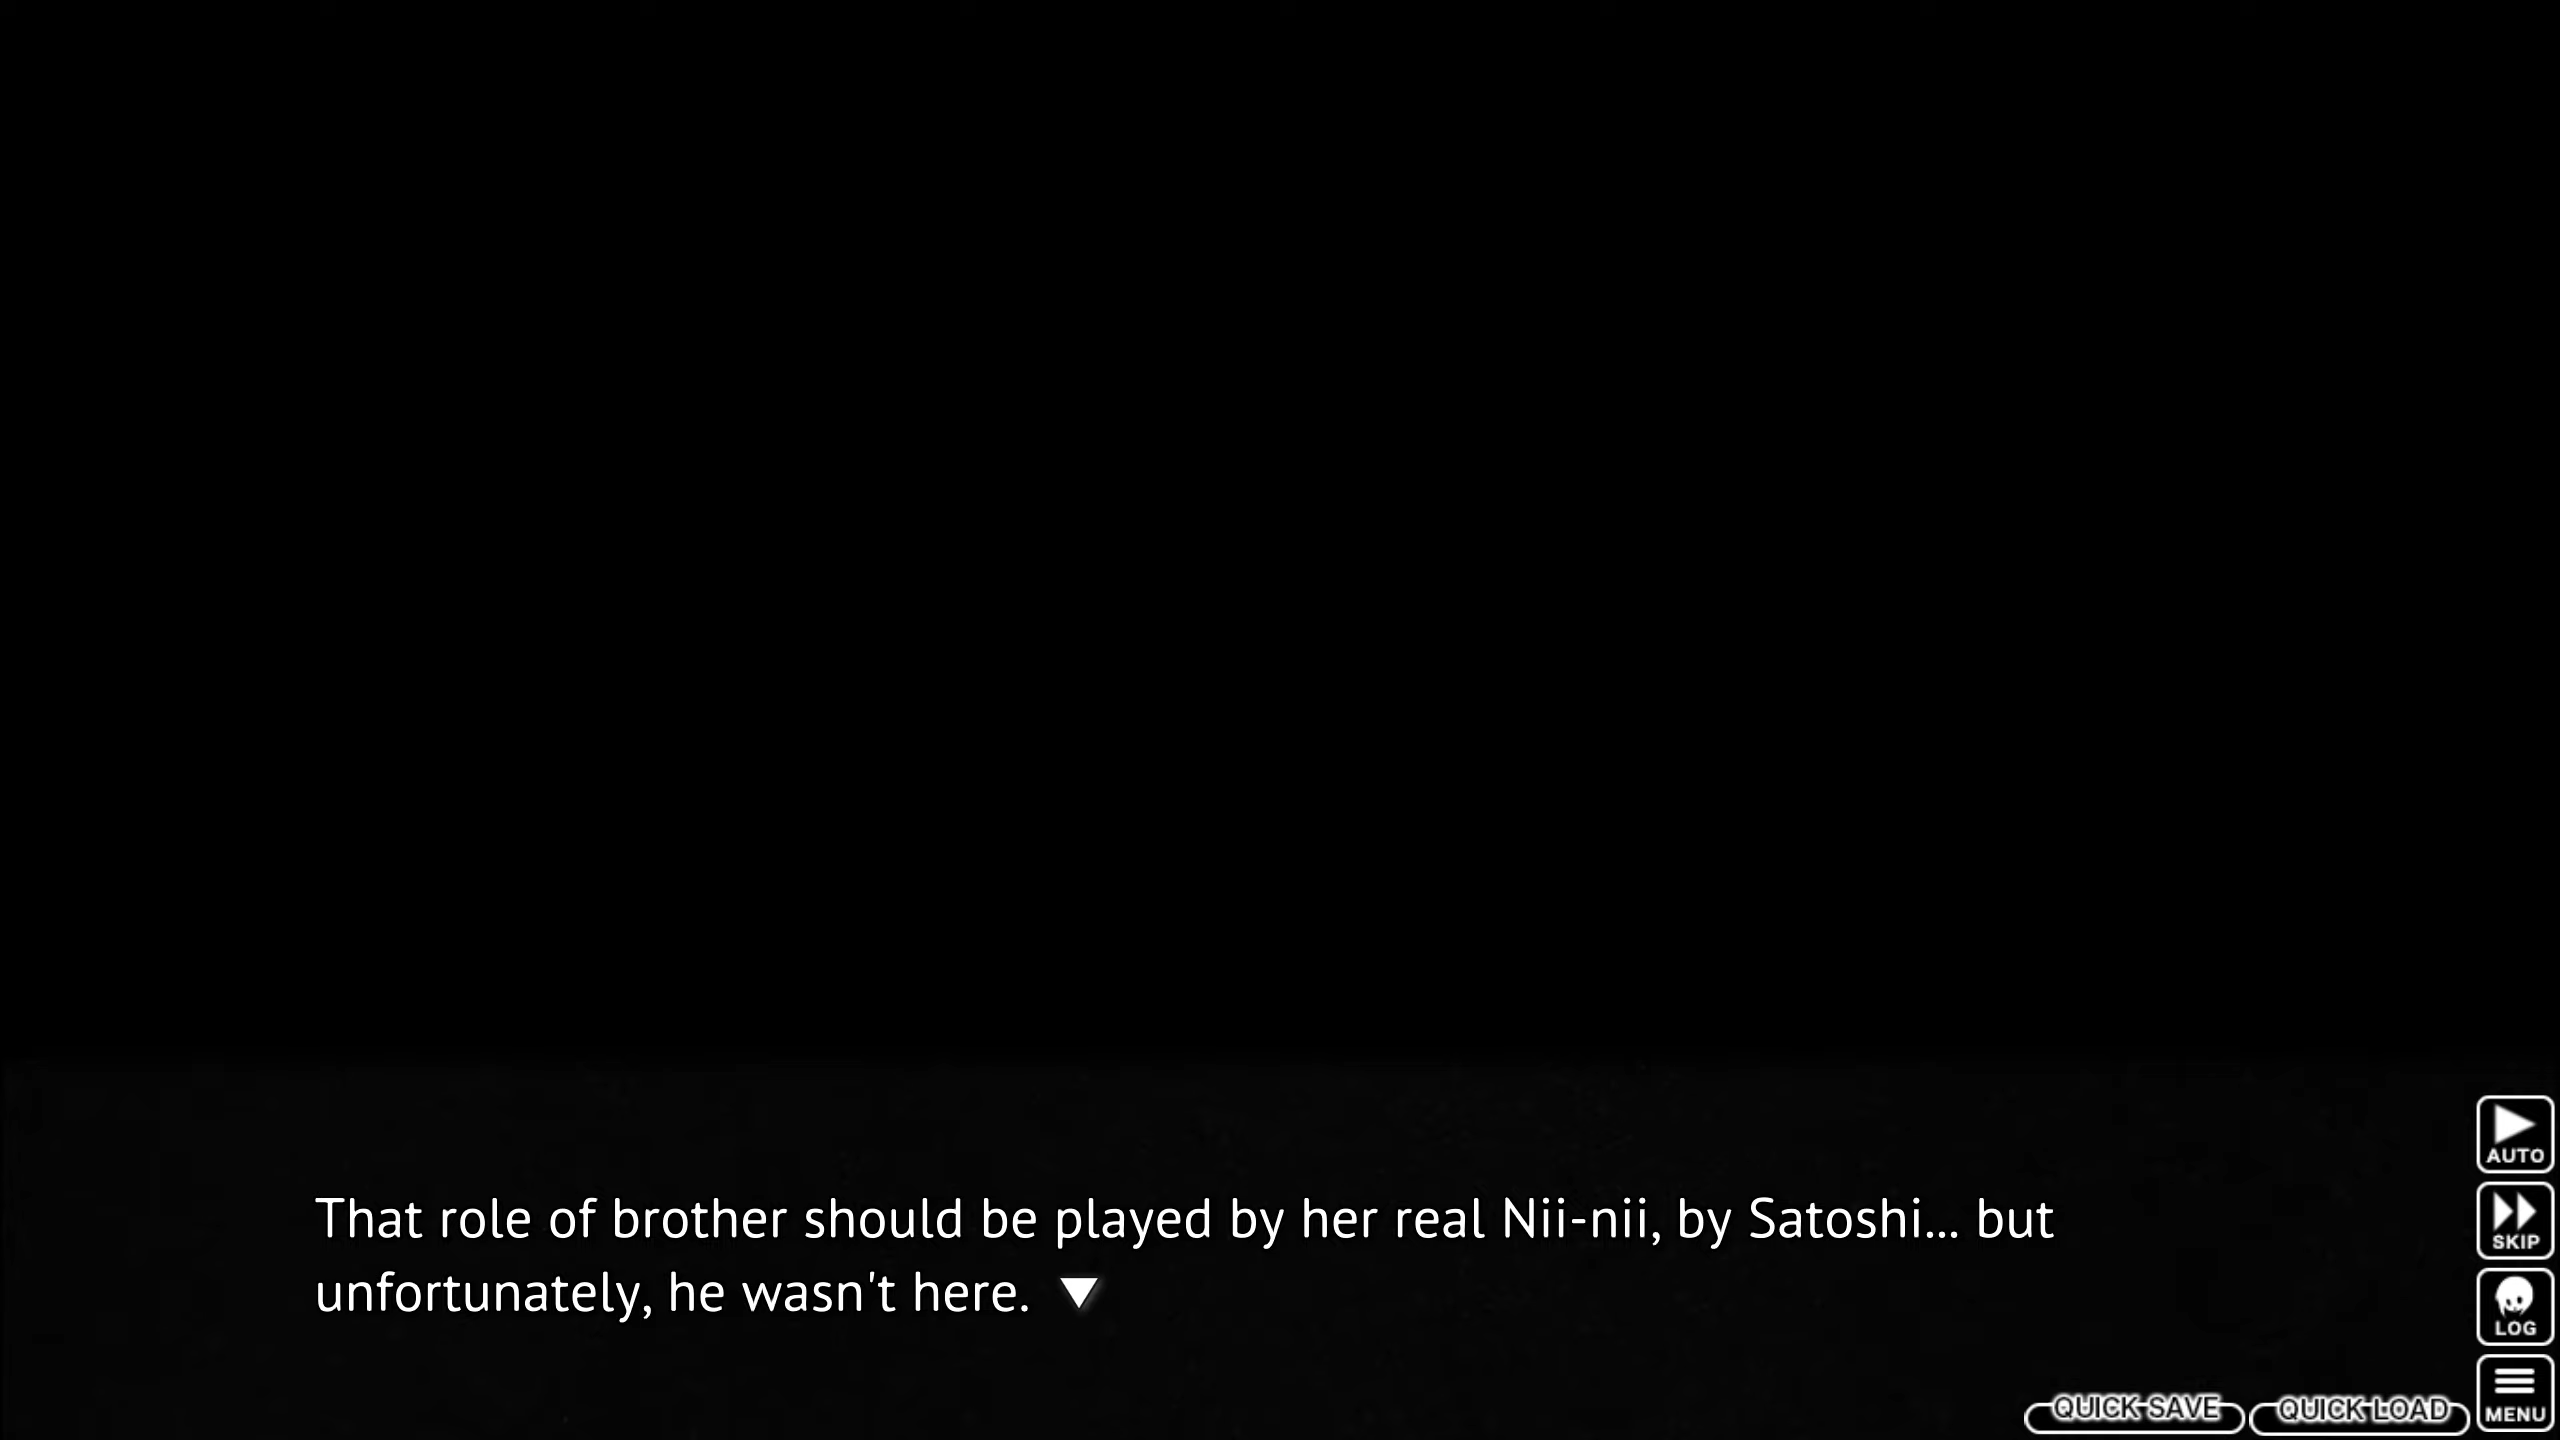 That role of brother should be played by her real Nii-nii, by Satoshi... but
unfortunately, he wasn't here.
AUTO
SKIP
LOG
MENU
QUICK SAVE
QUICK LOAD